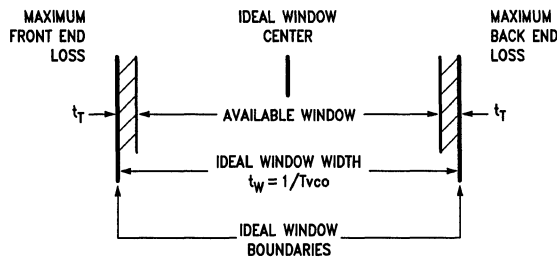 MAXIMUM
FRONT END
LOSS
IDEAL WINDOW
CENTER
MAXIMUM
BACK END
LOSS
tT
AVAILABLE WINDOW
tT
IDEAL WINDOW WIDTH
tW = 1/Tvco
IDEAL WINDOW
BOUNDARIES